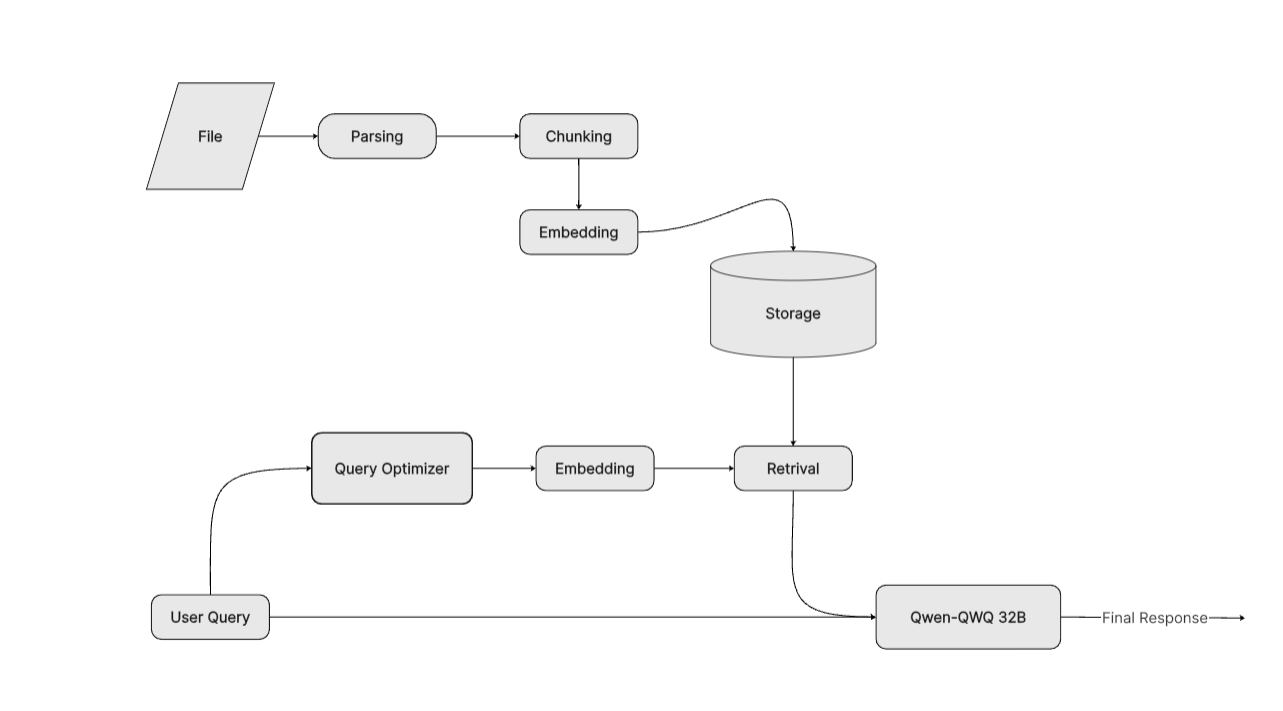 File
Parsing
Chunking
Embedding
Storage
Query Optimizer
Embedding
Retrival
User Query
Qwen-QWQ 32B
Final Response